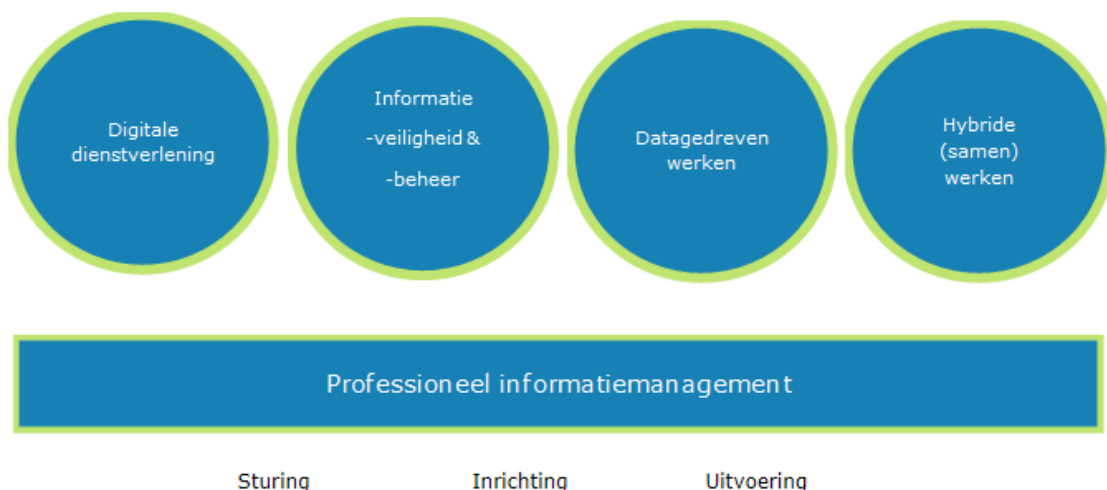 Digitale
dienstverlening
Informatie
-veiligheid &
-beheer
Datagedreven
werken
Hybride
(samen)
werken
Professioneel informatiemanagement
Sturing Inrichting Uitvoering